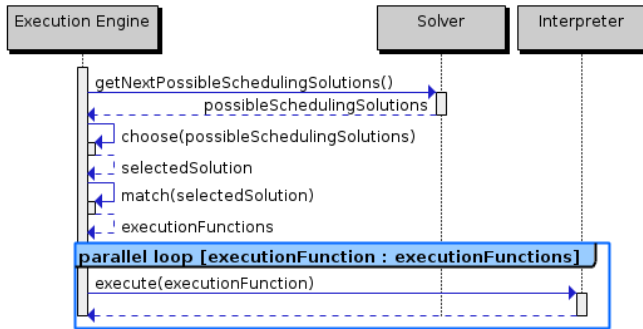 Execution Engine
Solver
Interpreter
getNextPossibleSchedulingSolutions()
possibleSchedulingSolutions
choose(possibleSchedulingSolutions)
selectedSolution
match(selectedSolution)
executionFunctions
parallel loop [executionFunction : executionFunctions]
execute(executionFunction)